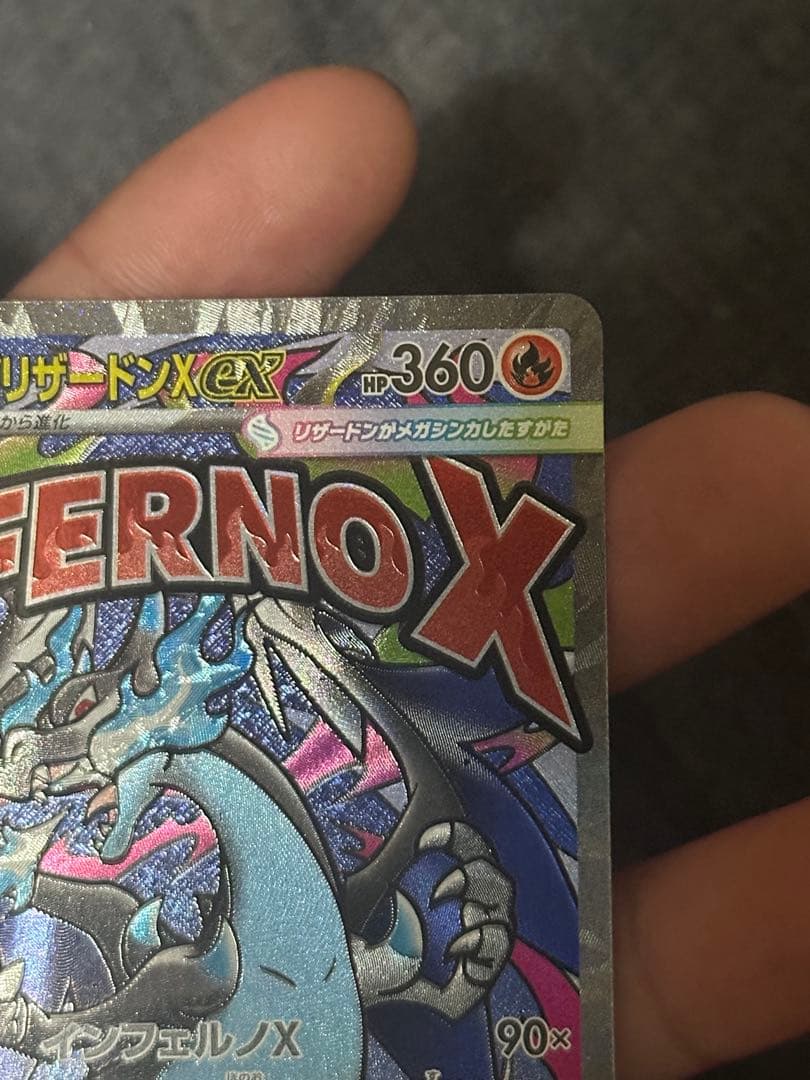 リザードンXex HP360
から進化
リザードンがメガシンカしたすがた
FERNO X
インフェルノX 90×